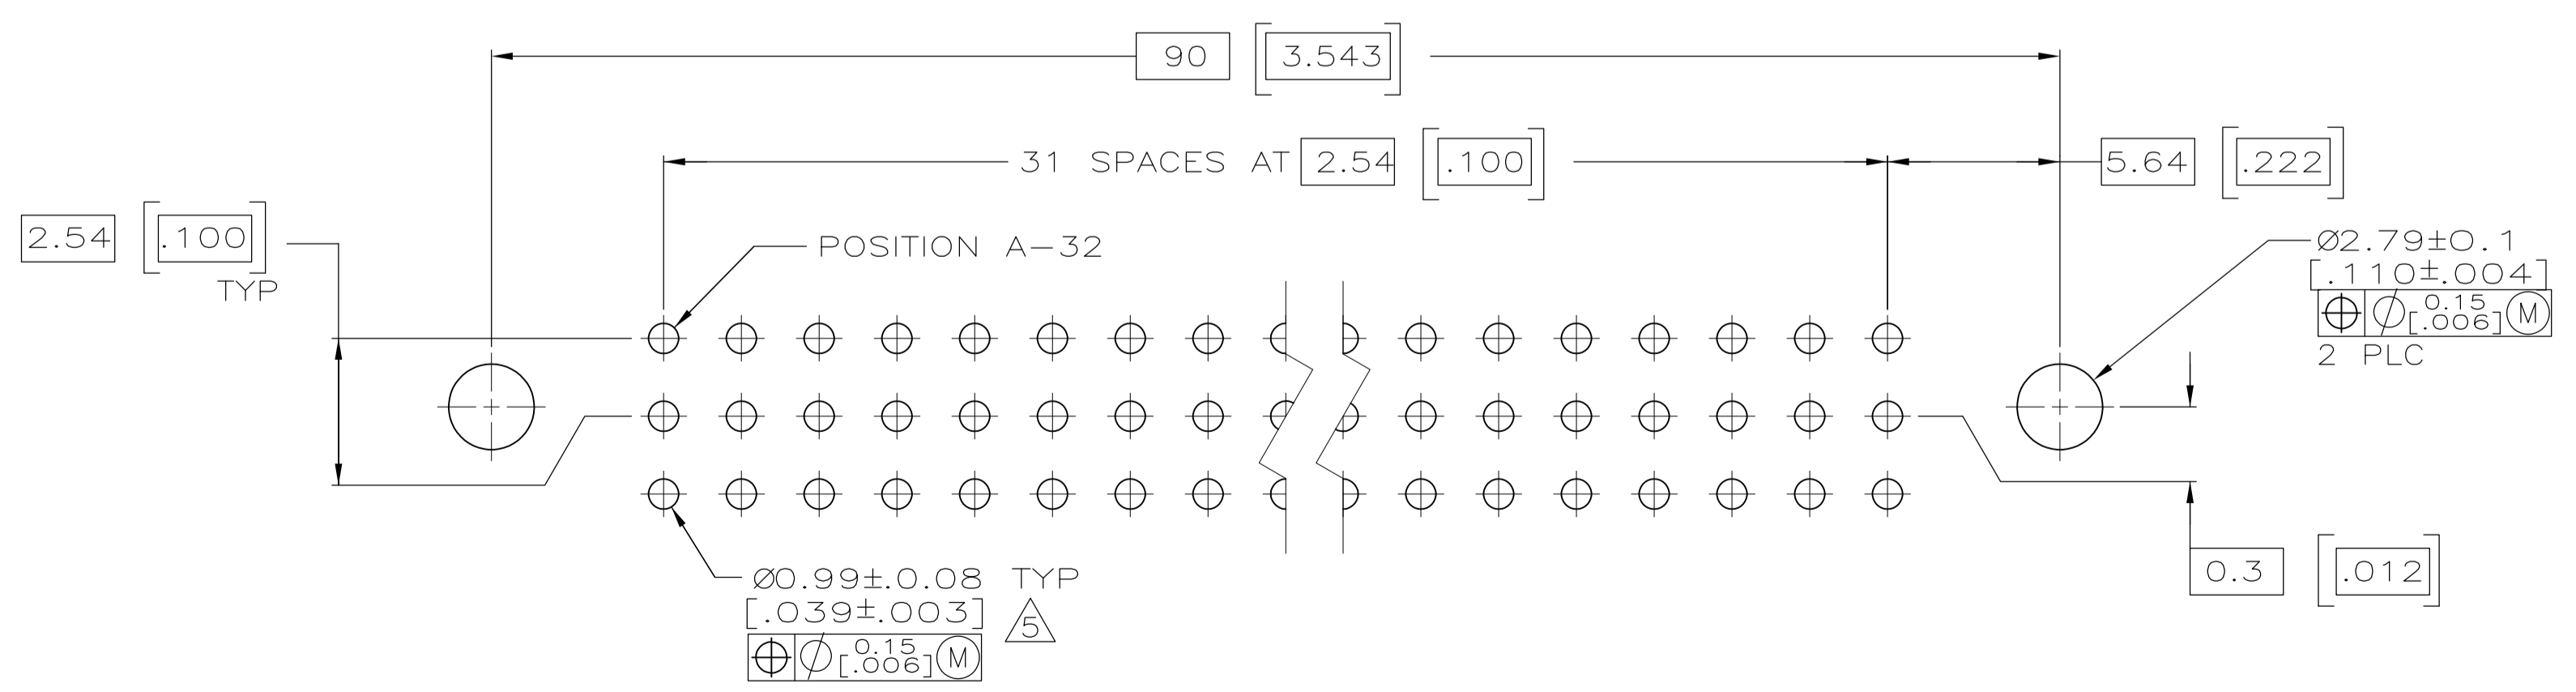 90 [3.543]
31 SPACES AT 2.54 [.100]
5.64 [.222]
2.54 [.100]
TYP
POSITION A-32
Ø2.79±0.1
[.110±.004]
⌖ Ø 0.15 Ⓜ
[.006]
2 PLC
Ø0.99±.0.08 TYP
[.039±.003]
5
⌖ Ø 0.15 Ⓜ
[.006]
0.3 [.012]